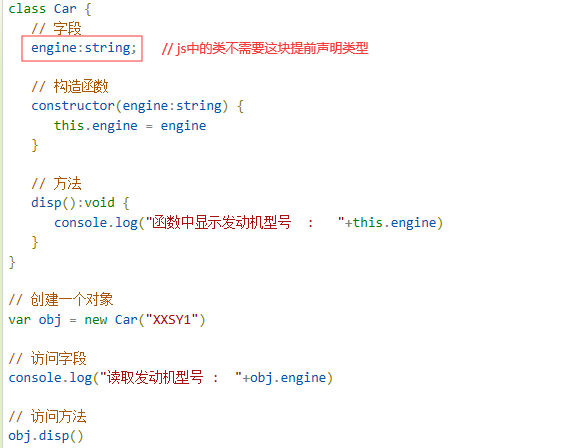 class Car {
// 字段
engine:string; // js中的类不需要这块提前声明类型
// 构造函数
constructor(engine:string) {
this.engine = engine
}
// 方法
disp():void {
console.log("函数中显示发动机型号  :   "+this.engine)
}
}
// 创建一个对象
var obj = new Car("XXSY1")
// 访问字段
console.log("读取发动机型号 :  "+obj.engine)
// 访问方法
obj.disp()